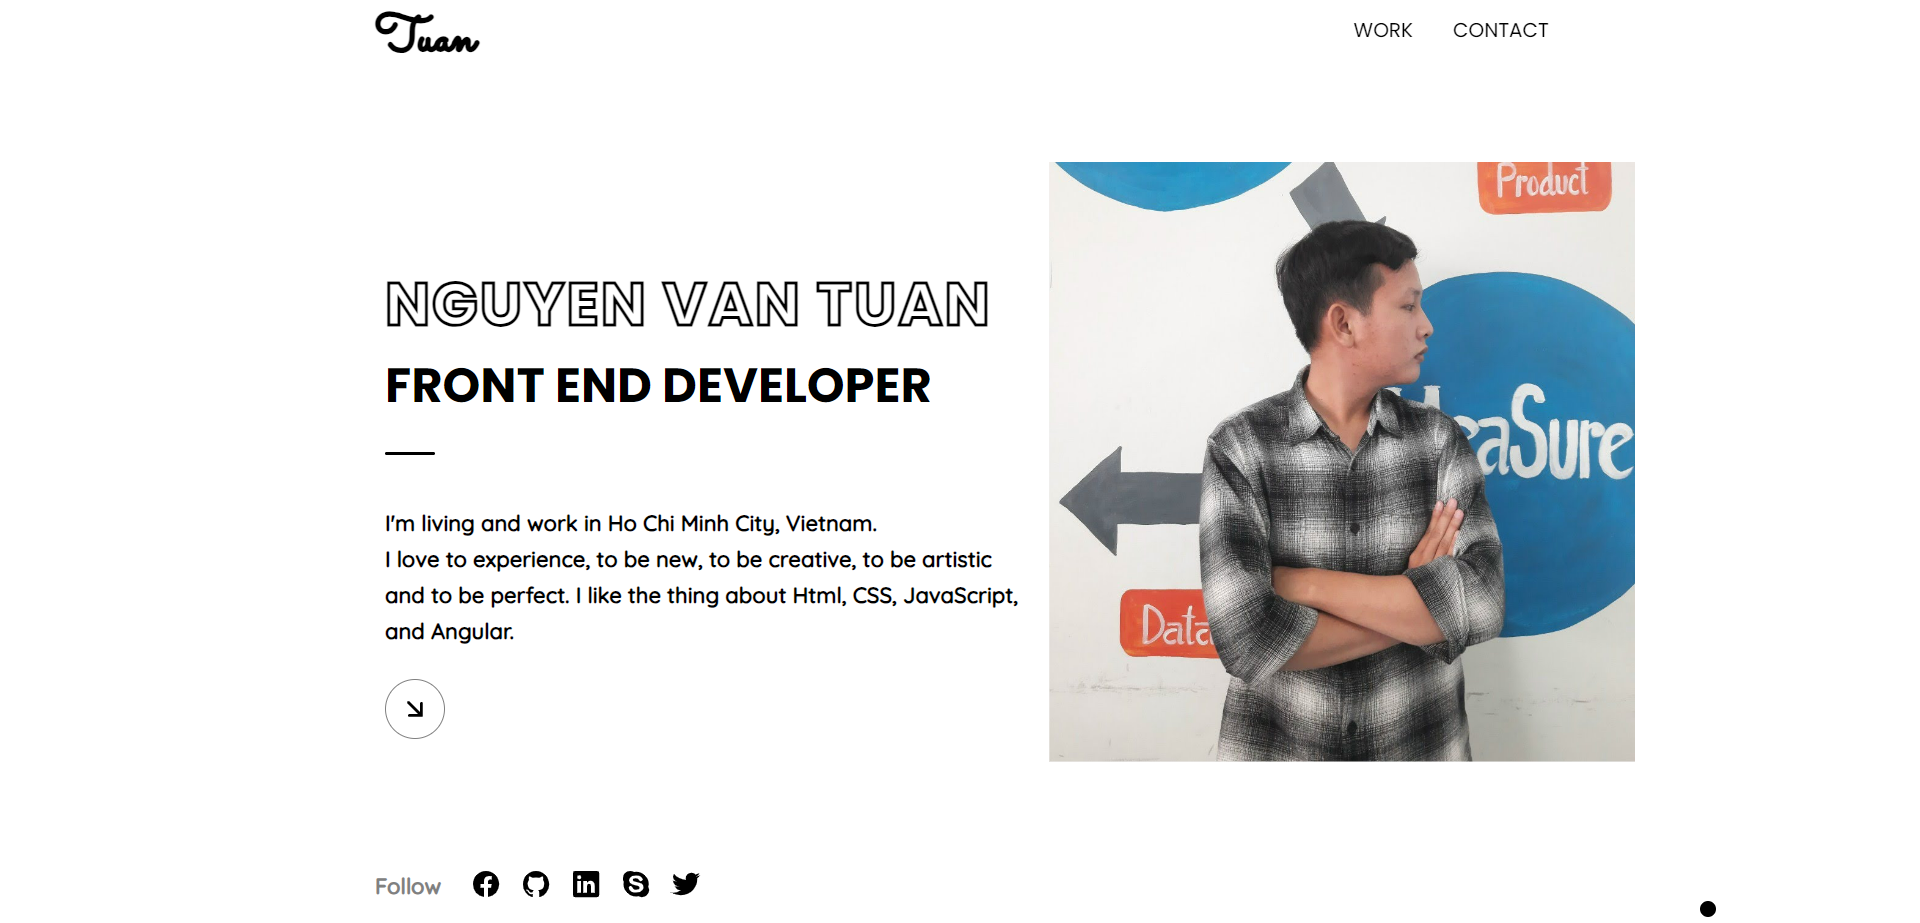 Tuan
WORK CONTACT
Product
NGUYEN VAN TUAN
FRONT END DEVELOPER
eaSure
I'm living and work in Ho Chi Minh City, Vietnam.
I love to experience, to be new, to be creative, to be artistic
and to be perfect. I like the thing about Html, CSS, JavaScript,
and Angular.
Data
Follow